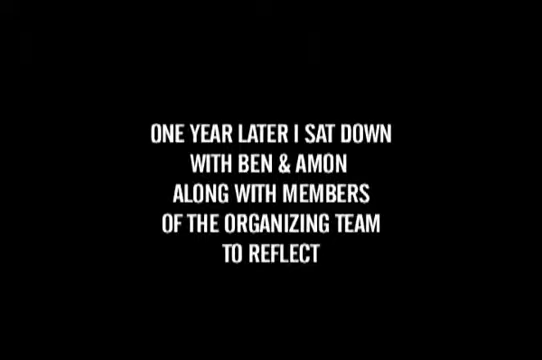 ONE YEAR LATER I SAT DOWN
WITH BEN & AMON
ALONG WITH MEMBERS
OF THE ORGANIZING TEAM
TO REFLECT